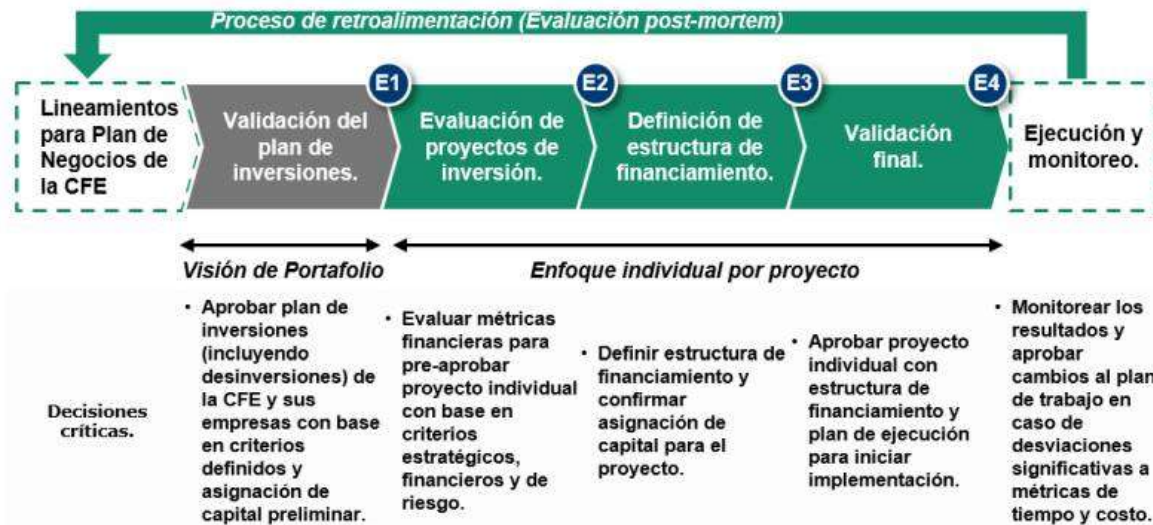 Proceso de retroalimentación (Evaluación post-mortem)
E1
E2
E3
E4
Lineamientos
para Plan de
Negocios de
la CFE
Validación del
plan de
inversiones.
Evaluación de
proyectos de
inversión.
Definición de
estructura de
financiamiento.
Validación
final.
Ejecución y
monitoreo.
Visión de Portafolio
Enfoque individual por proyecto
Decisiones
críticas.
• Aprobar plan de
inversiones
(incluyendo
desinversiones) de
la CFE y sus
empresas con base
en criterios
definidos y
asignación de
capital preliminar.
• Evaluar métricas
financieras para
pre-aprobar
proyecto individual
con base en
criterios
estratégicos,
financieros y de
riesgo.
• Definir estructura de
financiamiento y
confirmar
asignación de
capital para el
proyecto.
• Aprobar proyecto
individual con
estructura de
financiamiento y
plan de ejecución
para iniciar
implementación.
• Monitorear los
resultados y
aprobar
cambios al plan
de trabajo en
caso de
desviaciones
significativas a
métricas de
tiempo y costo.